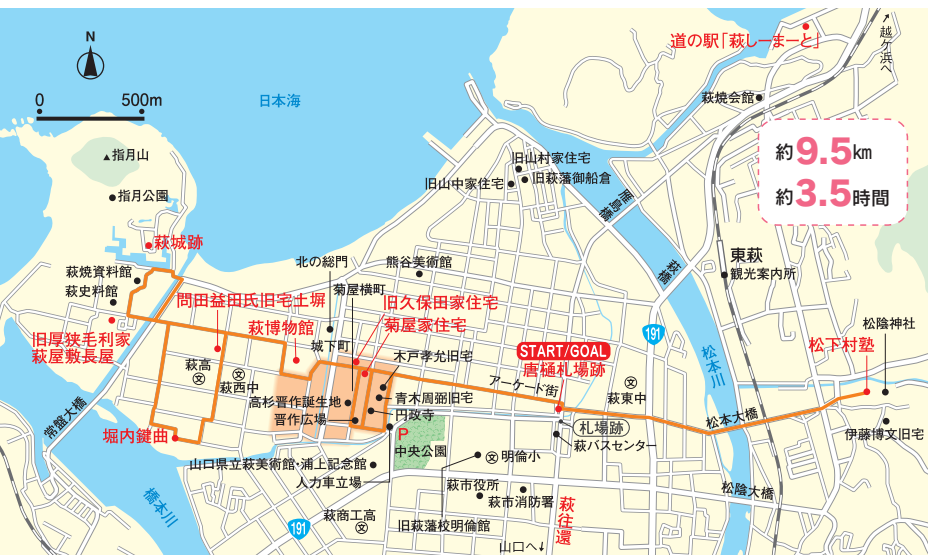 N
0 500m
日本海
道の駅「萩しーまーと」
越ケ浜へ
萩焼会館
約9.5km
約3.5時間
▲指月山
指月公園
萩城跡
旧山村家住宅
旧山中家住宅
旧萩藩御船倉
雁島橋
萩橋
東萩
観光案内所
萩焼資料館
萩史料館
北の総門
熊谷美術館
菊屋横町
問田益田氏旧宅土塀
旧久保田家住宅
萩博物館
菊屋家住宅
旧厚狭毛利家
萩屋敷長屋
城下町
木戸孝允旧宅
START/GOAL
唐樋札場跡
191
松本川
松陰神社
松下村塾
萩高
文
萩西中
文
アーケード街
文
萩東中
青木周弼旧宅
高杉晋作誕生地
円政寺
晋作広場
松本大橋
伊藤博文旧宅
常盤大橋
堀内鍵曲
P
中央公園
札場跡
萩バスセンター
山口県立萩美術館・浦上記念館
人力車立場
文 明倫小
橋本川
萩市役所
萩市消防署
松陰大橋
191
萩商工高
文
旧萩藩校明倫館
萩往還
山口へ↓